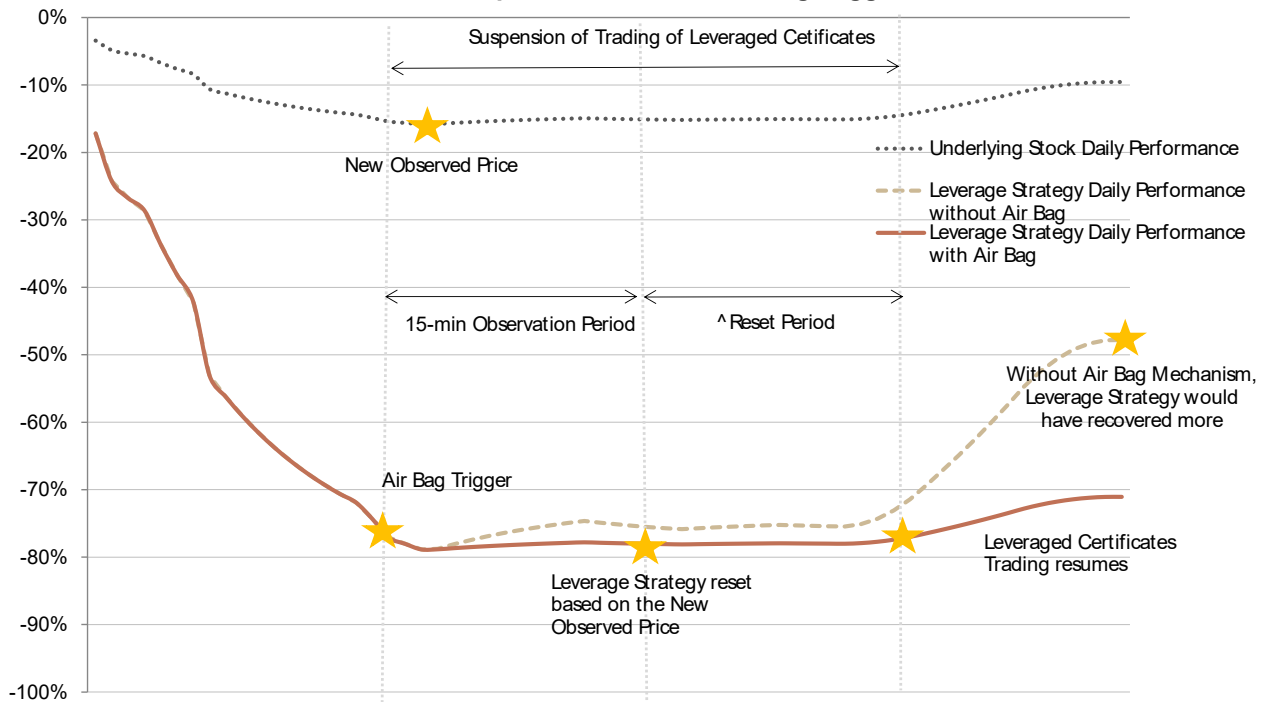 0%
-10%
-20%
-30%
-40%
-50%
-60%
-70%
-80%
-90%
-100%
Suspension of Trading of Leveraged Cetificates
New Observed Price
Underlying Stock Daily Performance
Leverage Strategy Daily Performance
without Air Bag
Leverage Strategy Daily Performance
with Air Bag
15-min Observation Period
^ Reset Period
Without Air Bag Mechanism,
Leverage Strategy would
have recovered more
Air Bag Trigger
Leverage Strategy reset
based on the New
Observed Price
Leveraged Certificates
Trading resumes